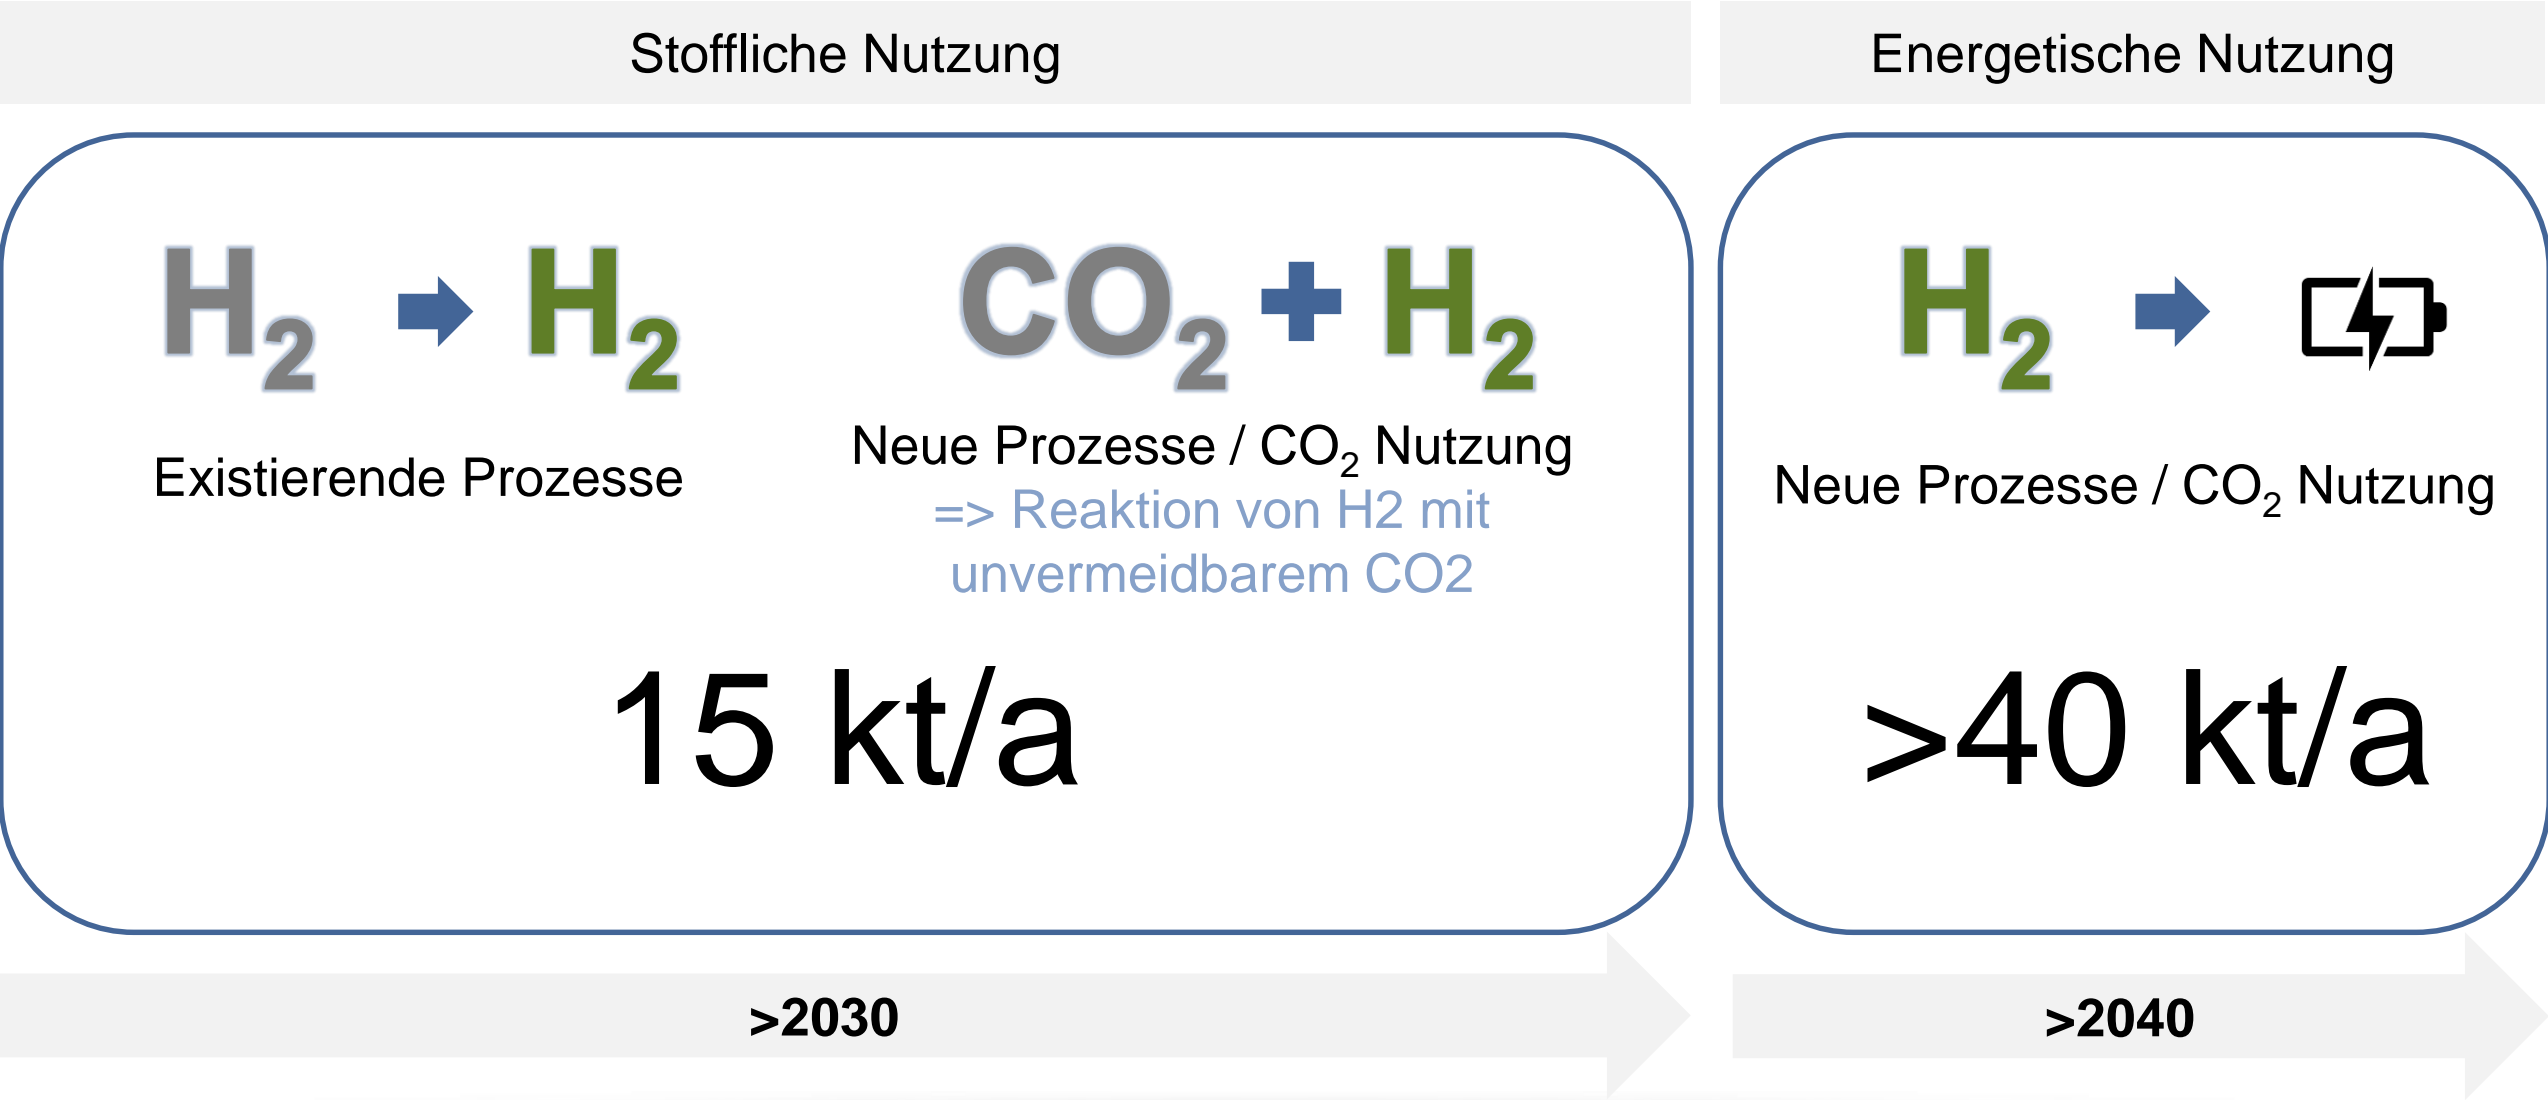 Stoffliche Nutzung
Energetische Nutzung
H₂ H₂
CO₂ + H₂
H₂
Existierende Prozesse
Neue Prozesse / CO₂ Nutzung
=> Reaktion von H2 mit
unvermeidbarem CO2
Neue Prozesse / CO₂ Nutzung
15 kt/a
>40 kt/a
>2030
>2040